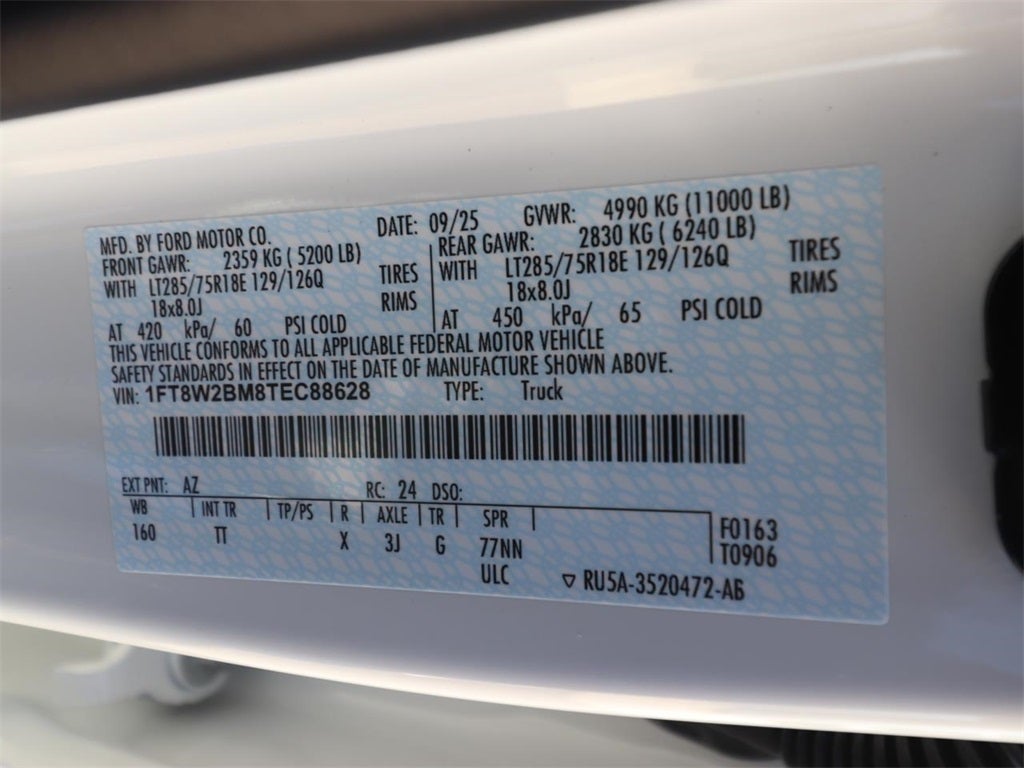 MFD. BY FORD MOTOR CO. DATE: 09/25 GVWR: 4990 KG (11000 LB)
FRONT GAWR: 2359 KG ( 5200 LB) REAR GAWR: 2830 KG ( 6240 LB)
WITH LT285/75R18E 129/126Q TIRES WITH LT285/75R18E 129/126Q TIRES
18x8.0J RIMS 18x8.0J RIMS
AT 420 kPa/ 60 PSI COLD AT 450 kPa/ 65 PSI COLD
THIS VEHICLE CONFORMS TO ALL APPLICABLE FEDERAL MOTOR VEHICLE
SAFETY STANDARDS IN EFFECT ON THE DATE OF MANUFACTURE SHOWN ABOVE.
VIN: 1FT8W2BM8TEC88628 TYPE: Truck
EXT PNT: AZ RC: 24 DSO:
WB INT TR TP/PS R AXLE TR SPR F0163
160 TT X 3J G 77NN T0906
ULC ▽ RU5A-3520472-AB